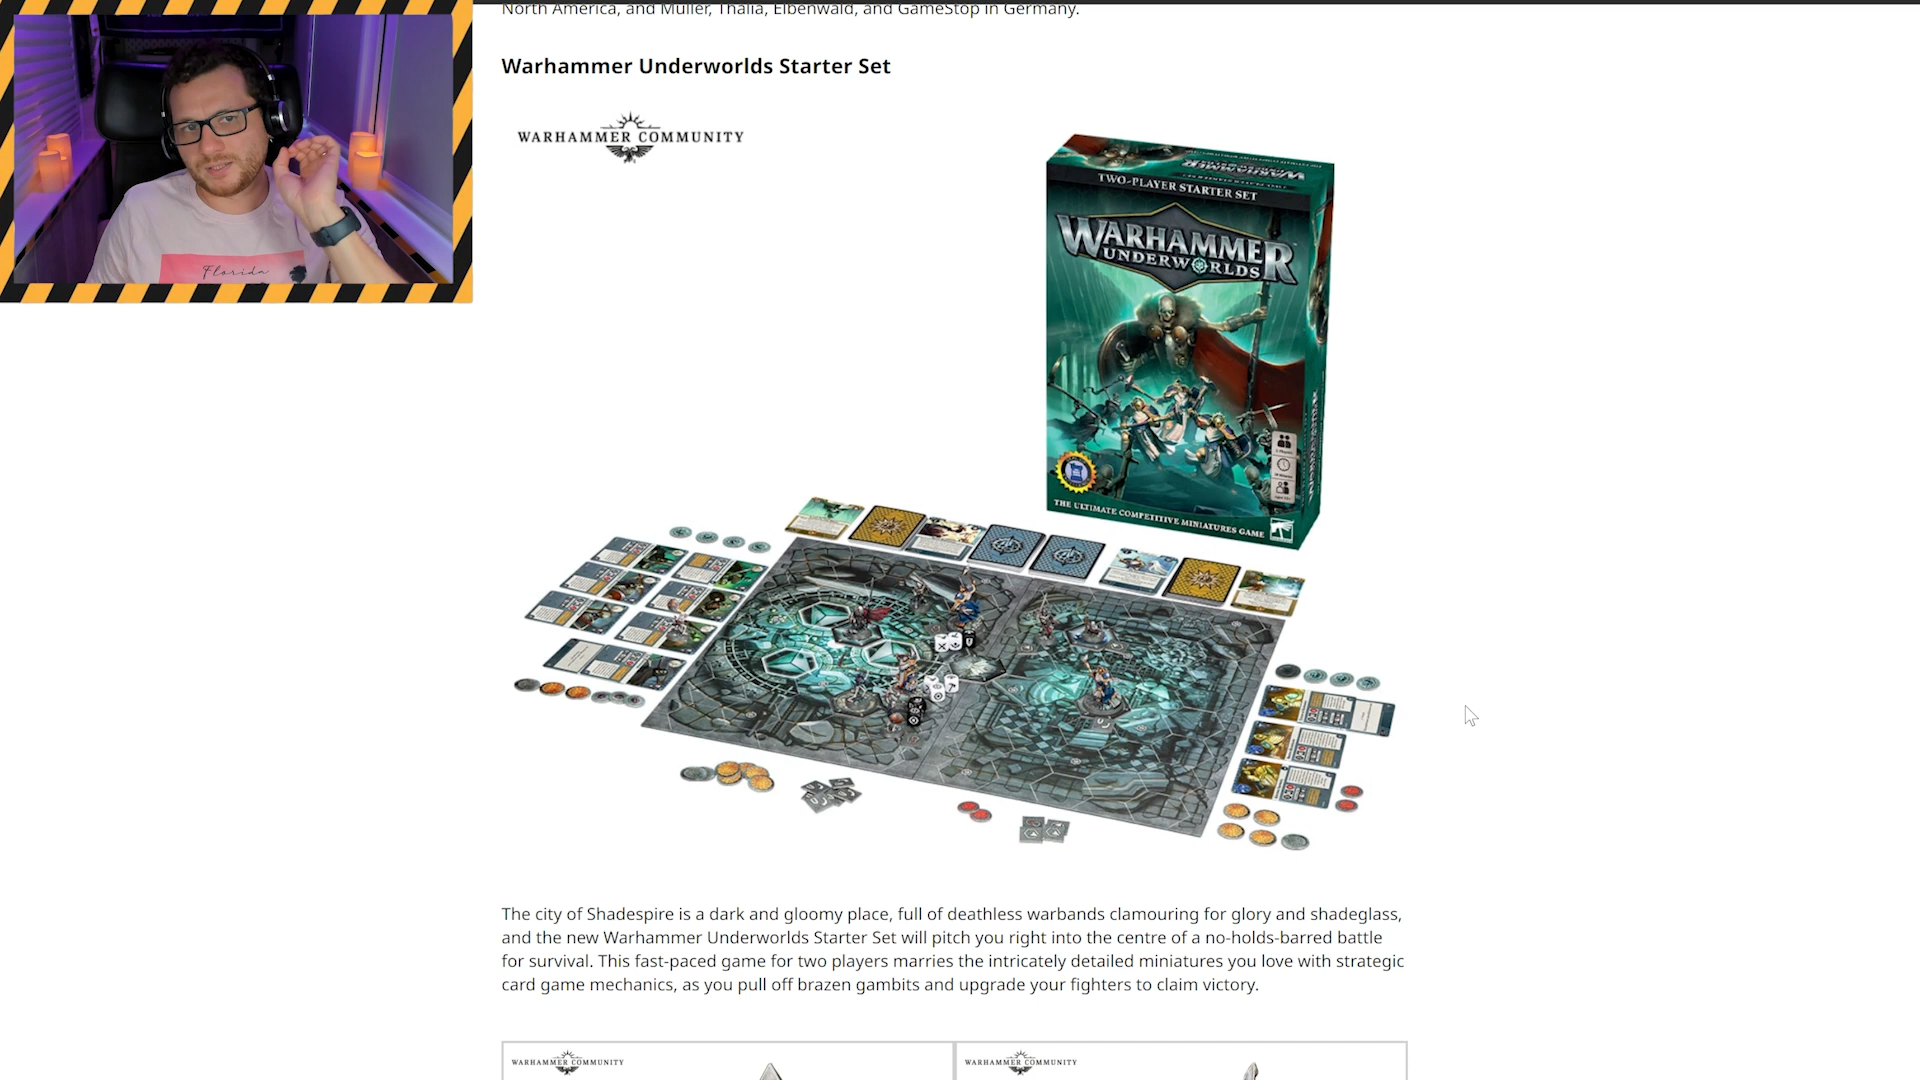 North America, and Müller, Thalia, Elbenwald, and GameStop in Germany.
Warhammer Underworlds Starter Set
WARHAMMER COMMUNITY
TWO-PLAYER STARTER SET
WARHAMMER
UNDERWORLDS
THE ULTIMATE COMPETITIVE MINIATURES GAME
Florida
The city of Shadespire is a dark and gloomy place, full of deathless warbands clamouring for glory and shadeglass,
and the new Warhammer Underworlds Starter Set will pitch you right into the centre of a no-holds-barred battle
for survival. This fast-paced game for two players marries the intricately detailed miniatures you love with strategic
card game mechanics, as you pull off brazen gambits and upgrade your fighters to claim victory.
WARHAMMER COMMUNITY
WARHAMMER COMMUNITY